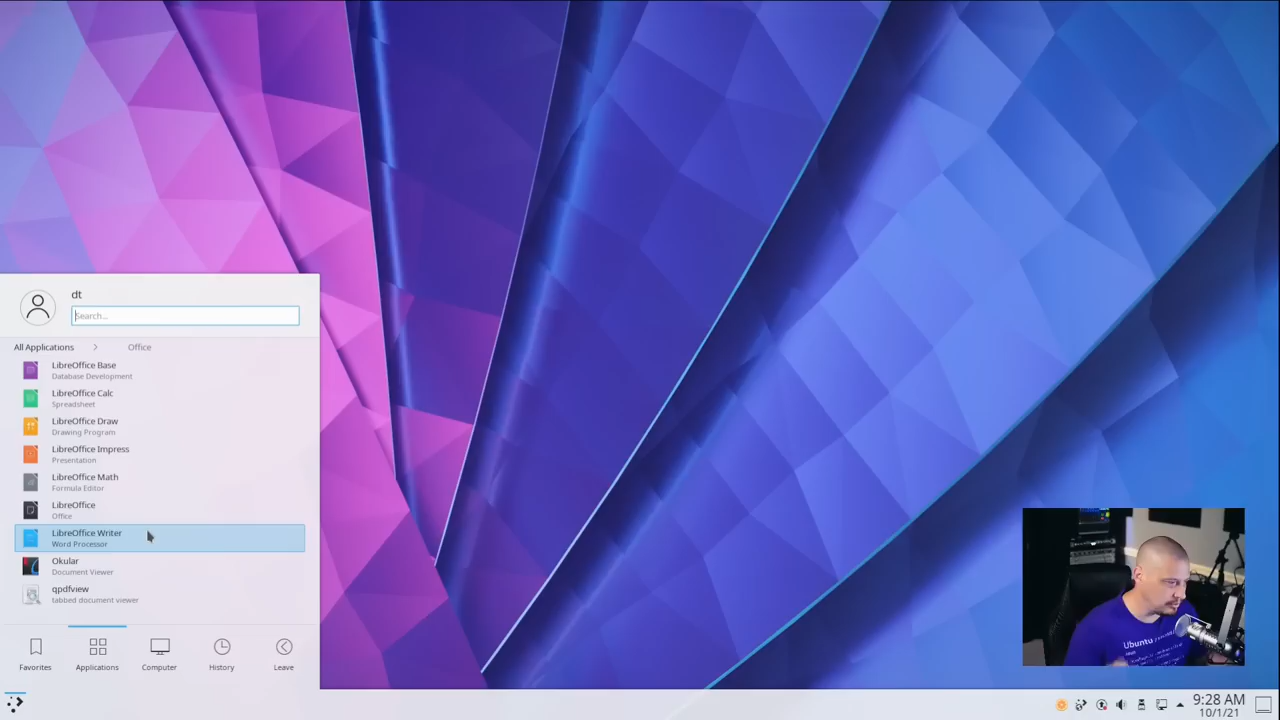 dt
Search...
All Applications
Office
LibreOffice Base
Database Development
LibreOffice Calc
Spreadsheet
LibreOffice Draw
Drawing Program
LibreOffice Impress
Presentation
LibreOffice Math
Formula Editor
LibreOffice
Office
LibreOffice Writer
Word Processor
Okular
Document Viewer
qpdfview
tabbed document viewer
Favorites
Applications
Computer
History
Leave
Ubuntu
9:28 AM
10/1/21